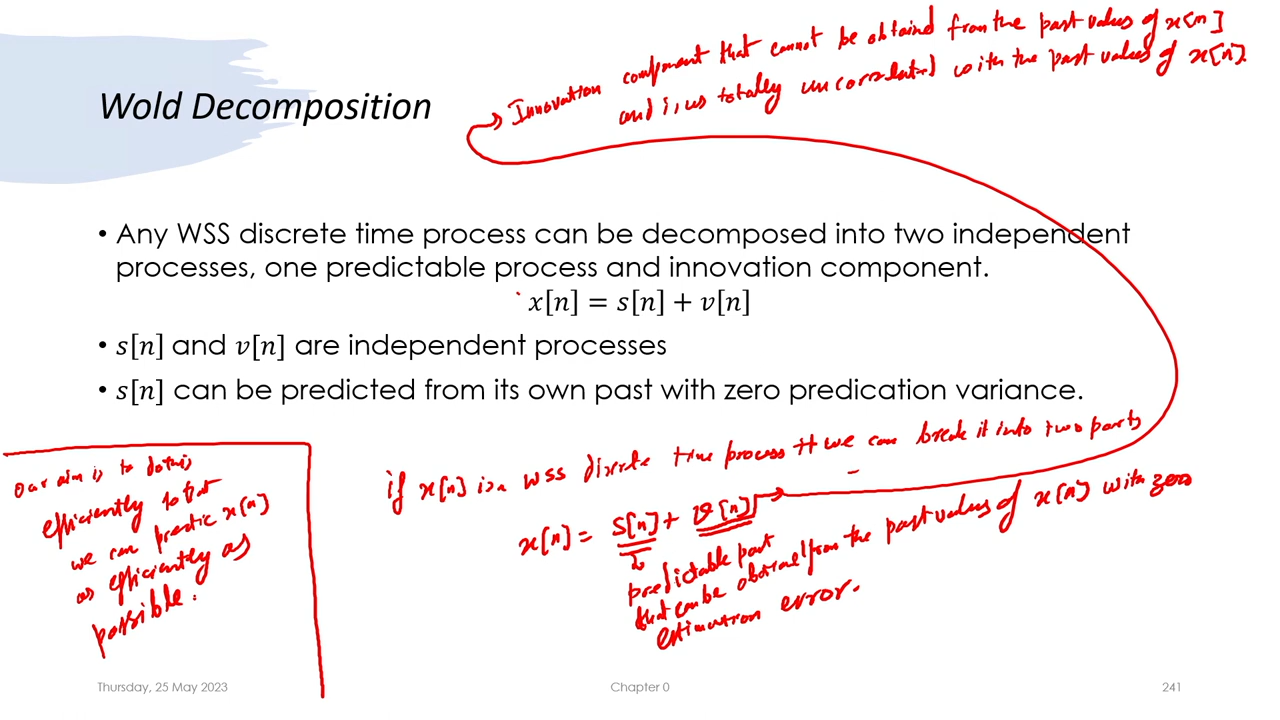 Innovation component that cannot be obtained from the past values of x[n]
and is totally uncorrelated with the past values of x[n].
Wold Decomposition
• Any WSS discrete time process can be decomposed into two independent
processes, one predictable process and innovation component.
x[n] = s[n] + v[n]
• s[n] and v[n] are independent processes
• s[n] can be predicted from its own past with zero predication variance.
if x[n] is a WSS discrete time process we can break it into two parts
x[n] = s[n] + v[n]
predictable part
that can be obtained from the past values of x[n] with zero
estimation error.
Our aim is to do this
efficiently so that
we can predic x[n]
as efficiently as
possible.
Thursday, 25 May 2023
Chapter 0
241